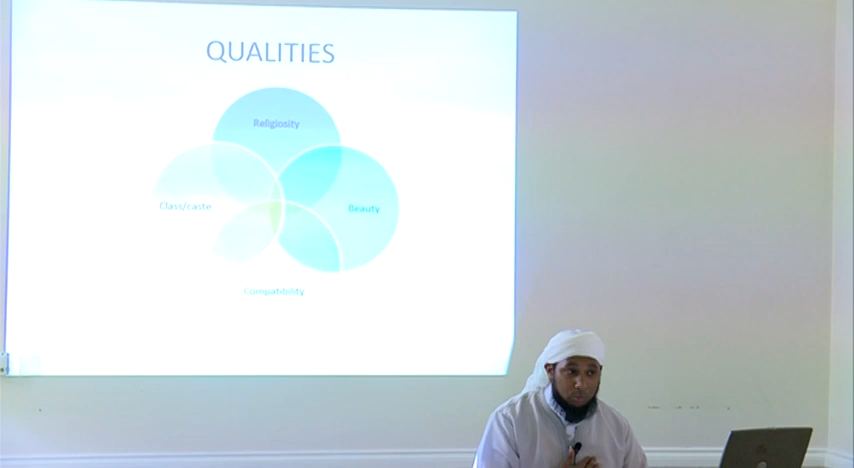 QUALITIES
Religiosity
Class/caste
Beauty
Compatibility